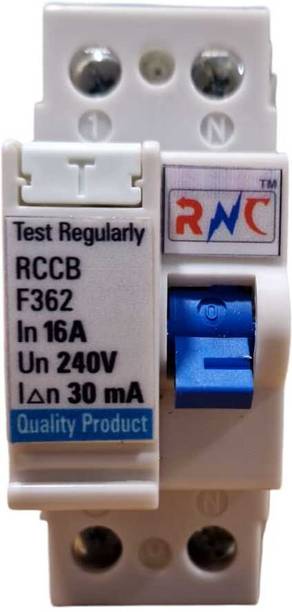 1 N
T
TM
RNC
Test Regularly
RCCB
F362
In 16A
Un 240V
I△n 30 mA
Quality Product
O
N